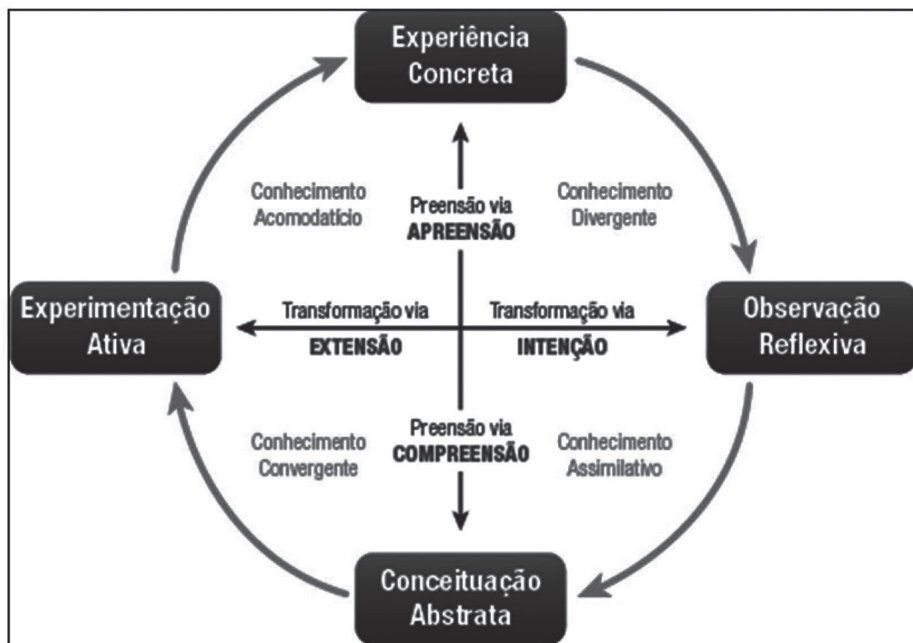 Experiência
Concreta
Conhecimento
Acomodatício
Preensão via
APREENSÃO
Conhecimento
Divergente
Experimentação
Ativa
Transformação via
EXTENSÃO
Transformação via
INTENÇÃO
Observação
Reflexiva
Conhecimento
Convergente
Preensão via
COMPREENSÃO
Conhecimento
Assimilativo
Conceituação
Abstrata